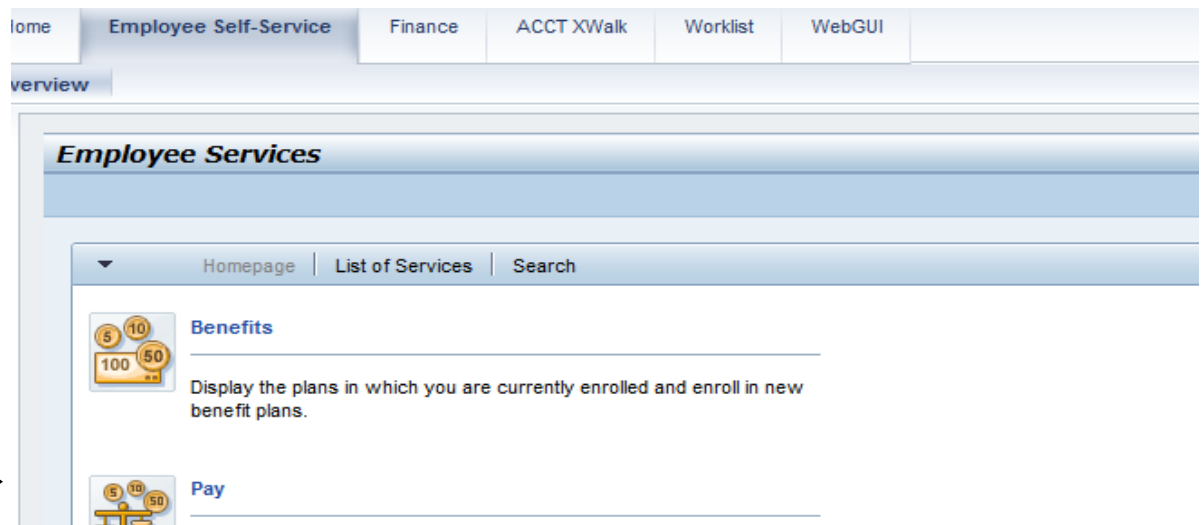 ome Employee Self-Service Finance ACCT XWalk Worklist WebGUI
verview
Employee Services
Homepage List of Services Search
5 10
100 50
Benefits
Display the plans in which you are currently enrolled and enroll in new
benefit plans.
5 10 50
Pay